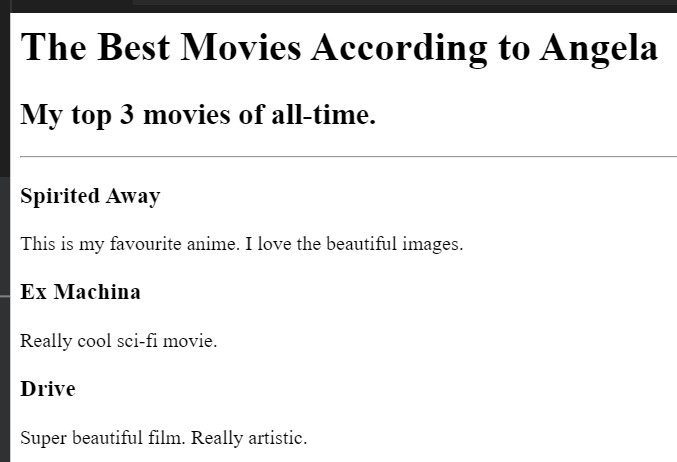 The Best Movies According to Angela
My top 3 movies of all-time.
Spirited Away
This is my favourite anime. I love the beautiful images.
Ex Machina
Really cool sci-fi movie.
Drive
Super beautiful film. Really artistic.